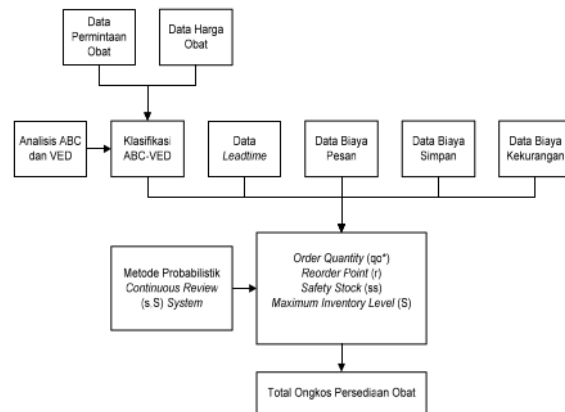 Data
Permintaan
Obat
Data Harga
Obat
Analisis ABC
dan VED
Klasifikasi
ABC-VED
Data
Leadtime
Data Biaya
Pesan
Data Biaya
Simpan
Data Biaya
Kekurangan
Metode Probabilistik
Continuous Review
(s,S) System
Order Quantity (qo*)
Reorder Point (r)
Safety Stock (ss)
Maximum Inventory Level (S)
Total Ongkos Persediaan Obat